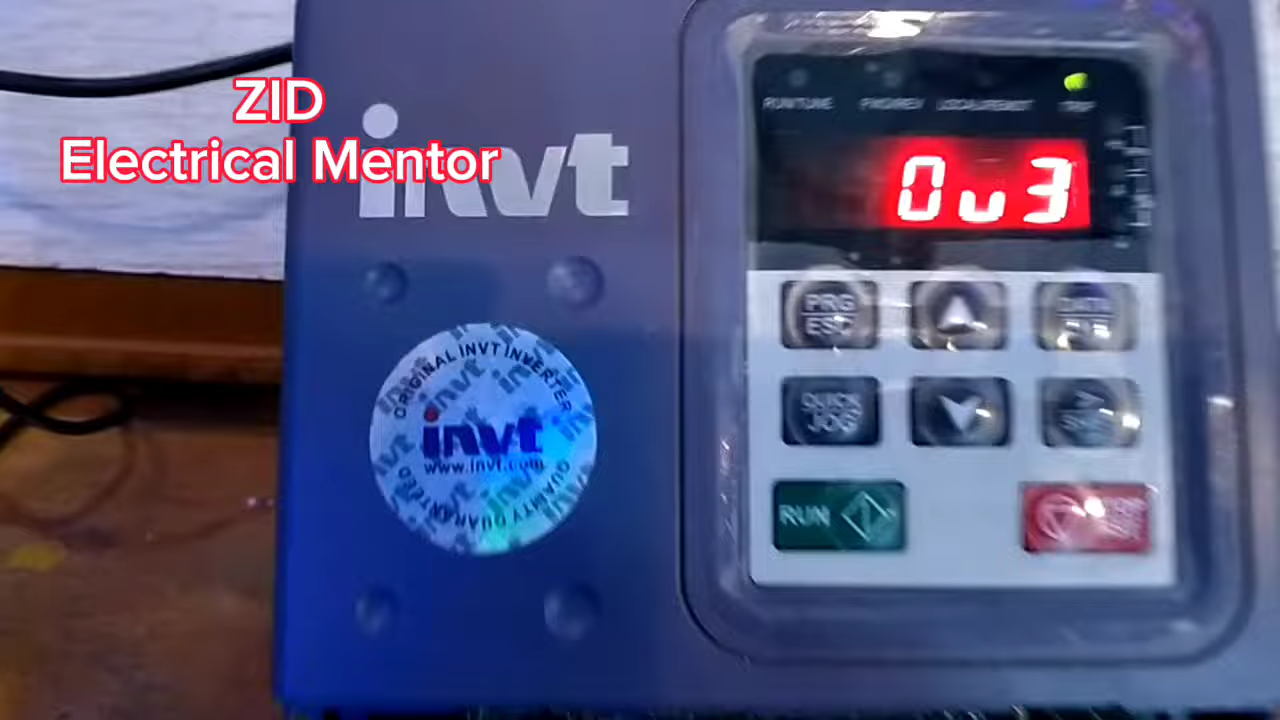 ZID
Electrical Mentor
invt
RUN/TUNE FWD/REV LOCAL/REMOT TRIP
0u3
PRG
ESC
QUICK
JOG
RUN
ORIGINAL INVT INVERTER
invt
www.invt.com
QUALITY GUARANTEED